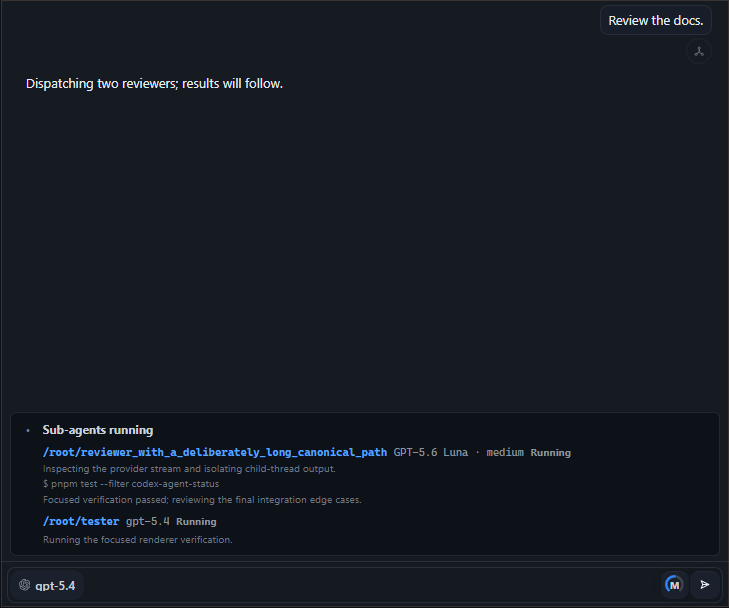 Review the docs.
Dispatching two reviewers; results will follow.
• Sub-agents running
/root/reviewer_with_a_deliberately_long_canonical_path GPT-5.6 Luna · medium Running
Inspecting the provider stream and isolating child-thread output.
$ pnpm test --filter codex-agent-status
Focused verification passed; reviewing the final integration edge cases.
/root/tester gpt-5.4 Running
Running the focused renderer verification.
gpt-5.4
M